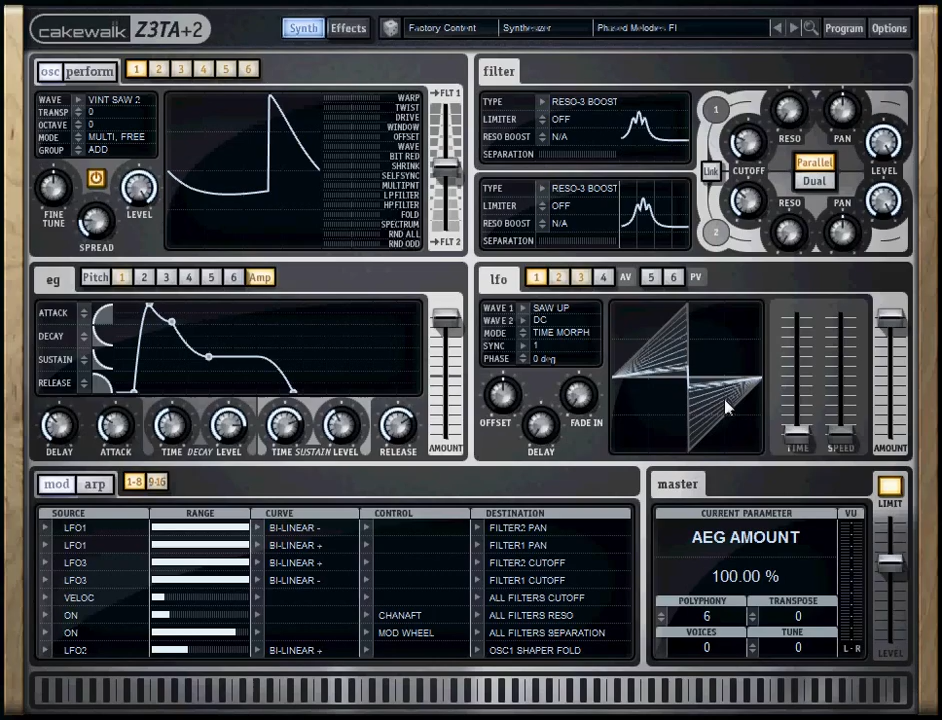 cakewalk Z3TA+2 Synth Effects Factory Content Synthesizer Phased Melodies FI Program Options
osc perform 1 2 3 4 5 6
WAVE VINT SAW 2
TRANSP 0
OCTAVE 0
MODE MULTI, FREE
GROUP ADD
FINE TUNE
SPREAD
LEVEL
WARP
TWIST
DRIVE
WINDOW
OFFSET
WAVE
BIT RED
SHRINK
SELFSYNC
MULTIPNT
LPFILTER
HPFILTER
FOLD
SPECTRUM
RND ALL
RND ODD
FLT 1
FLT 2
filter
TYPE RESO-3 BOOST
LIMITER OFF
RESO BOOST N/A
SEPARATION
TYPE RESO-3 BOOST
LIMITER OFF
RESO BOOST N/A
SEPARATION
1 RESO PAN
Link CUTOFF Parallel LEVEL
Dual
RESO PAN
2
eg Pitch 1 2 3 4 5 6 Amp
ATTACK
DECAY
SUSTAIN
RELEASE
DELAY ATTACK TIME DECAY LEVEL TIME SUSTAIN LEVEL RELEASE AMOUNT
lfo 1 2 3 4 AV 5 6 PV
WAVE 1 SAW UP
WAVE 2 DC
MODE TIME MORPH
SYNC 1
PHASE 0 deg
OFFSET FADE IN
DELAY
TIME SPEED AMOUNT
mod arp 1-8 9-16
SOURCE RANGE CURVE CONTROL DESTINATION
LFO1 BI-LINEAR - FILTER2 PAN
LFO1 BI-LINEAR + FILTER1 PAN
LFO3 BI-LINEAR + FILTER2 CUTOFF
LFO3 BI-LINEAR - FILTER1 CUTOFF
VELOC ALL FILTERS CUTOFF
ON CHANAFT ALL FILTERS RESO
ON MOD WHEEL ALL FILTERS SEPARATION
LFO2 BI-LINEAR + OSC1 SHAPER FOLD
master
CURRENT PARAMETER VU
AEG AMOUNT
100.00 %
POLYPHONY TRANSPOSE
6 0
VOICES TUNE
0 0
L - R
LIMIT
LEVEL